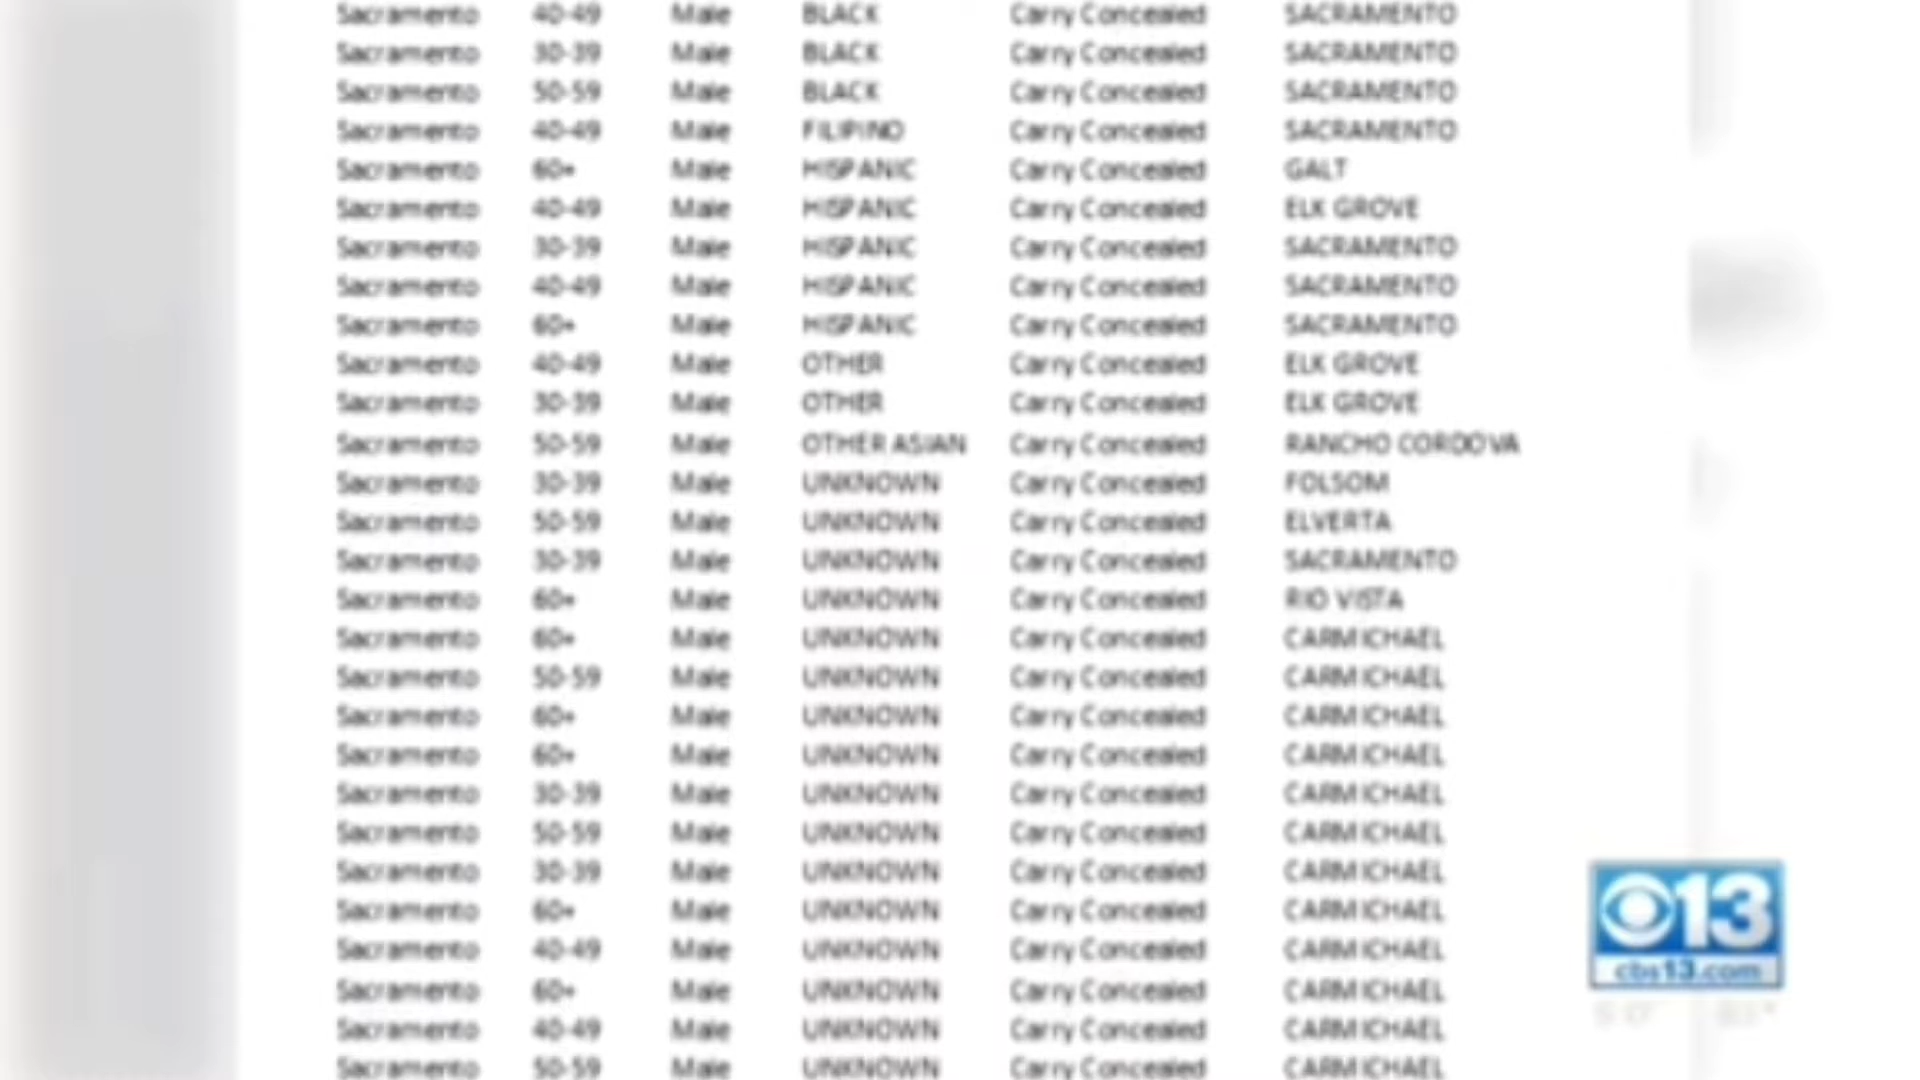 Sacramento 40-49 Male BLACK Carry Concealed SACRAMENTO
Sacramento 30-39 Male BLACK Carry Concealed SACRAMENTO
Sacramento 50-59 Male BLACK Carry Concealed SACRAMENTO
Sacramento 40-49 Male FILIPINO Carry Concealed SACRAMENTO
Sacramento 60+ Male HISPANIC Carry Concealed GALT
Sacramento 40-49 Male HISPANIC Carry Concealed ELK GROVE
Sacramento 30-39 Male HISPANIC Carry Concealed SACRAMENTO
Sacramento 40-49 Male HISPANIC Carry Concealed SACRAMENTO
Sacramento 60+ Male HISPANIC Carry Concealed SACRAMENTO
Sacramento 40-49 Male OTHER Carry Concealed ELK GROVE
Sacramento 30-39 Male OTHER Carry Concealed ELK GROVE
Sacramento 50-59 Male OTHER ASIAN Carry Concealed RANCHO CORDOVA
Sacramento 30-39 Male UNKNOWN Carry Concealed FOLSOM
Sacramento 50-59 Male UNKNOWN Carry Concealed ELVERTA
Sacramento 30-39 Male UNKNOWN Carry Concealed SACRAMENTO
Sacramento 60+ Male UNKNOWN Carry Concealed RIO VISTA
Sacramento 60+ Male UNKNOWN Carry Concealed CARMICHAEL
Sacramento 50-59 Male UNKNOWN Carry Concealed CARMICHAEL
Sacramento 60+ Male UNKNOWN Carry Concealed CARMICHAEL
Sacramento 60+ Male UNKNOWN Carry Concealed CARMICHAEL
Sacramento 30-39 Male UNKNOWN Carry Concealed CARMICHAEL
Sacramento 50-59 Male UNKNOWN Carry Concealed CARMICHAEL
Sacramento 30-39 Male UNKNOWN Carry Concealed CARMICHAEL
Sacramento 60+ Male UNKNOWN Carry Concealed CARMICHAEL
Sacramento 40-49 Male UNKNOWN Carry Concealed CARMICHAEL
Sacramento 60+ Male UNKNOWN Carry Concealed CARMICHAEL
Sacramento 40-49 Male UNKNOWN Carry Concealed CARMICHAEL
Sacramento 50-59 Male UNKNOWN Carry Concealed CARMICHAEL
13
cbs13.com